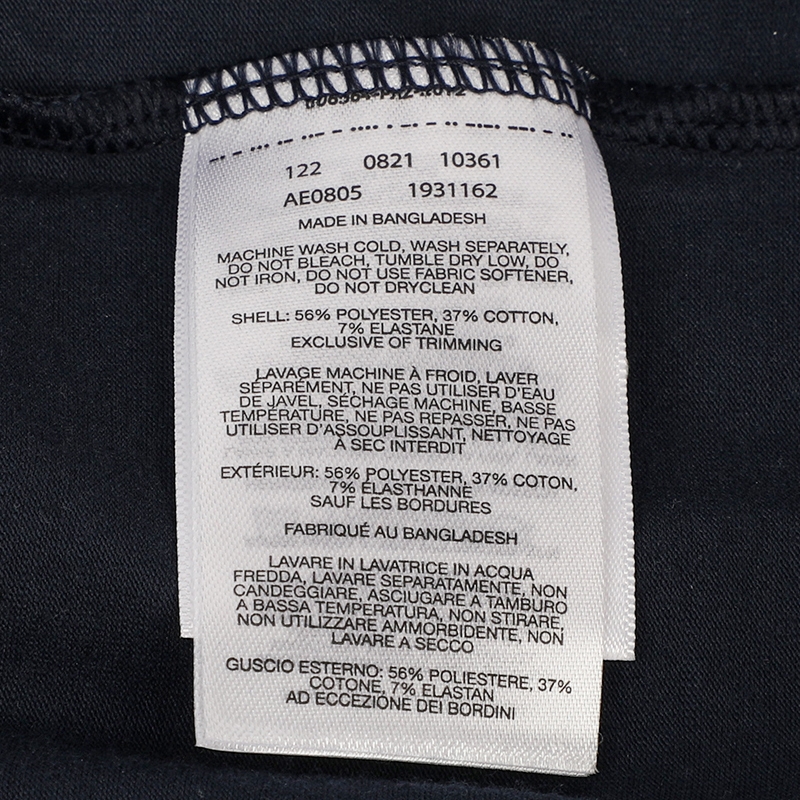 122 0821 10361
AE0805 1931162
MADE IN BANGLADESH
MACHINE WASH COLD, WASH SEPARATELY,
DO NOT BLEACH, TUMBLE DRY LOW, DO
NOT IRON, DO NOT USE FABRIC SOFTENER,
DO NOT DRYCLEAN
SHELL: 56% POLYESTER, 37% COTTON,
7% ELASTANE
EXCLUSIVE OF TRIMMING
LAVAGE MACHINE À FROID, LAVER
SÉPARÉMENT, NE PAS UTILISER D'EAU
DE JAVEL, SÉCHAGE MACHINE, BASSE
TEMPÉRATURE, NE PAS REPASSER, NE PAS
UTILISER D'ASSOUPLISSANT, NETTOYAGE
À SEC INTERDIT
EXTÉRIEUR: 56% POLYESTER, 37% COTON,
7% ÉLASTHANNE
SAUF LES BORDURES
FABRIQUÉ AU BANGLADESH
LAVARE IN LAVATRICE IN ACQUA
FREDDA, LAVARE SEPARATAMENTE, NON
CANDEGGIARE, ASCIUGARE A TAMBURO
A BASSA TEMPERATURA, NON STIRARE,
NON UTILIZZARE AMMORBIDENTE, NON
LAVARE A SECCO
GUSCIO ESTERNO: 56% POLIESTERE, 37%
COTONE, 7% ELASTAN
AD ECCEZIONE DEI BORDINI